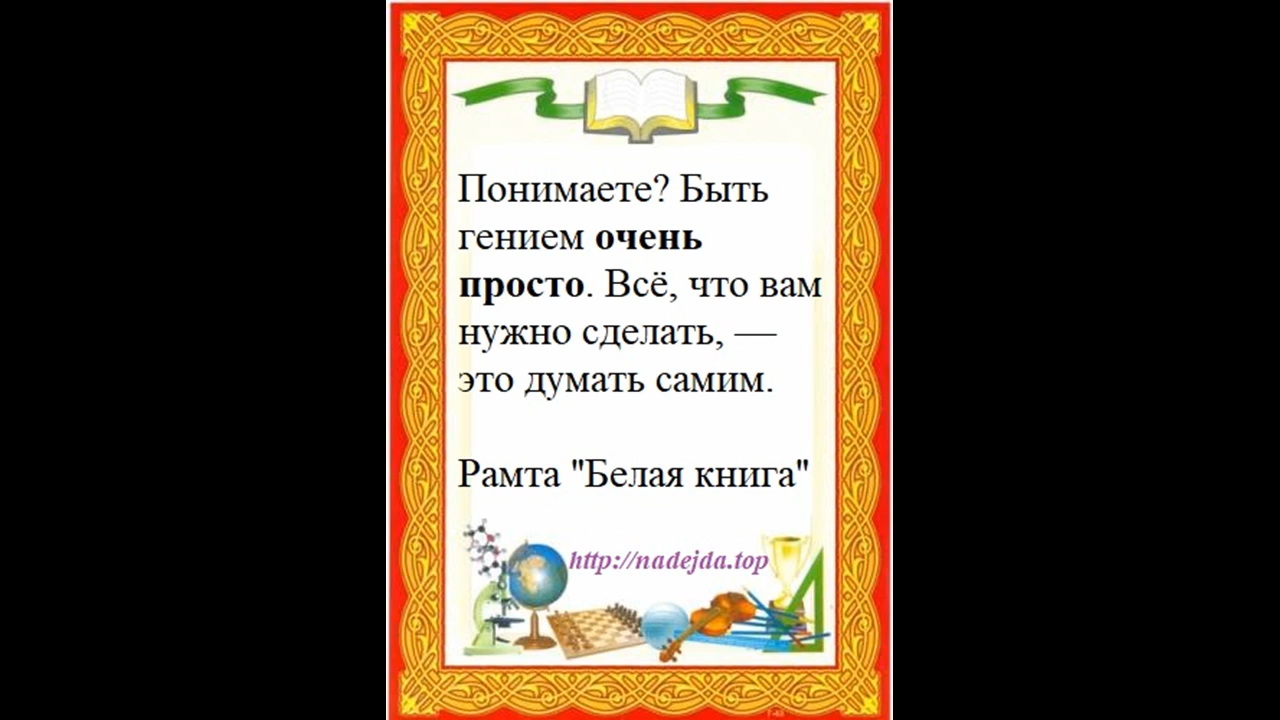 Понимаете? Быть
гением очень
просто. Всё, что вам
нужно сделать, —
это думать самим.
Рамта "Белая книга"
http://nadejda.top